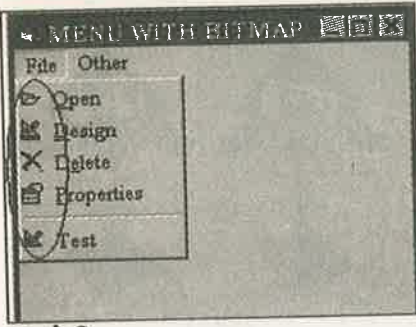 MENU WITH BITMAP
File Other
Open
Design
Delete
Properties
Test